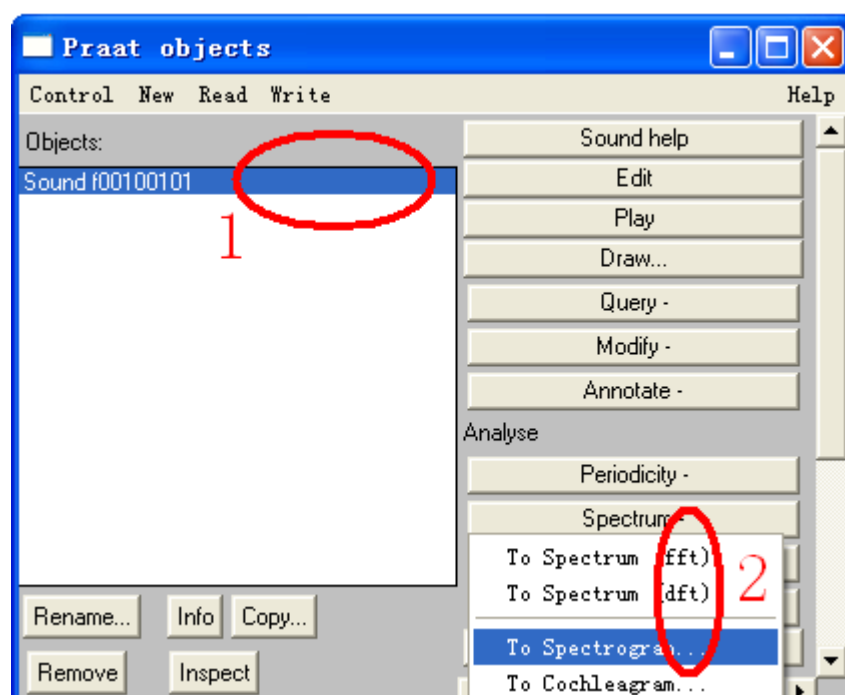 Praat objects
Control New Read Write Help
Objects:
Sound f00100101
1
Sound help
Edit
Play
Draw...
Query -
Modify -
Annotate -
Analyse
Periodicity -
Spectrum -
To Spectrum (fft)
To Spectrum (dft)
2
To Spectrogram...
To Cochleagram...
Rename... Info Copy...
Remove Inspect